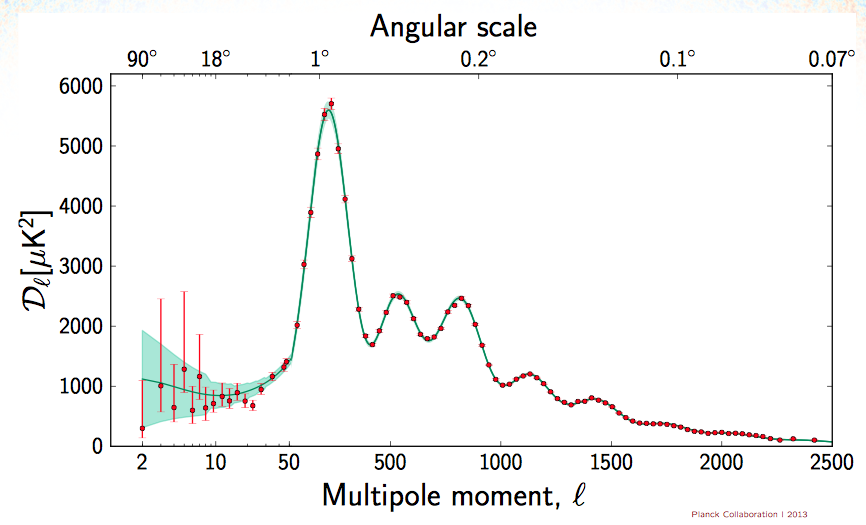 Angular scale
90° 18° 1° 0.2° 0.1° 0.07°
6000
5000
4000
3000
2000
1000
0
𝒟ℓ[μK²]
2 10 50 500 1000 1500 2000 2500
Multipole moment, ℓ
Planck Collaboration I 2013